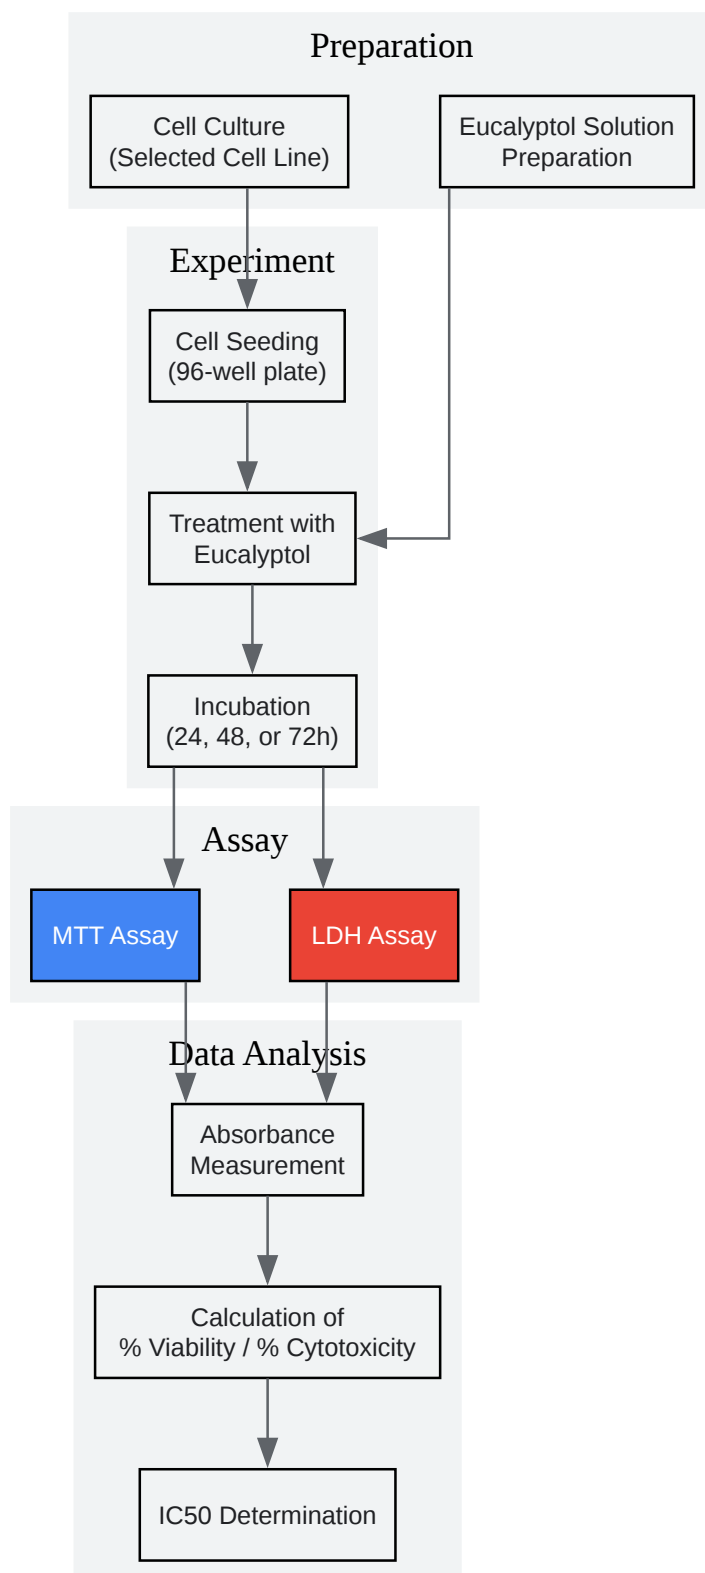 Preparation
Cell Culture
(Selected Cell Line)
Eucalyptol Solution
Preparation
Experiment
Cell Seeding
(96-well plate)
Treatment with
Eucalyptol
Incubation
(24, 48, or 72h)
Assay
MTT Assay
LDH Assay
Data Analysis
Absorbance
Measurement
Calculation of
% Viability / % Cytotoxicity
IC50 Determination